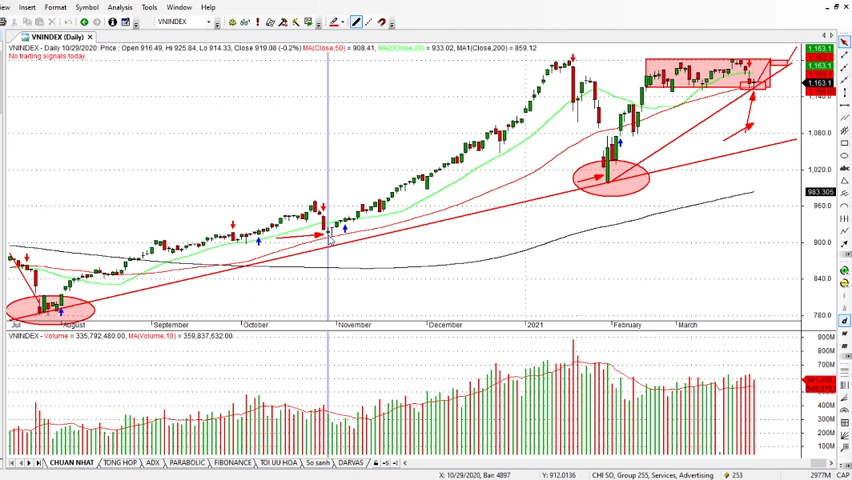 Insert Format Symbol Analysis Tools Window Help
VNINDEX
VNINDEX (Daily)
VNINDEX - Daily 10/29/2020: Price : Open 916.49, Hi 925.84, Lo 914.33, Close 919.08 (-0.2%) MA(Close,50) = 908.41, MA2(Close,20) = 933.02, MA1(Close,200) = 859.12
No trading signals today.
1,163.1
1,163.1
1,163.1
1,140.0
1,080.0
1,020.0
983.305
960.0
900.0
840.0
780.0
Jul August September October November December 2021 February March
VNINDEX - Volume = 335,792,480.00, MA(Volume,10) = 359,837,632.00
900M
800M
700M
600M
500M
400M
300M
200M
100M
CHUAN NHAT TONG HOP ADX PARABOLIC FIBONANCE TOI UU HOA So sanh DARVAS
X: 10/29/2020, Bar: 4897 Y: 912.0136 CHI SO, Group 255, Services, Advertising 253 2977M CAP